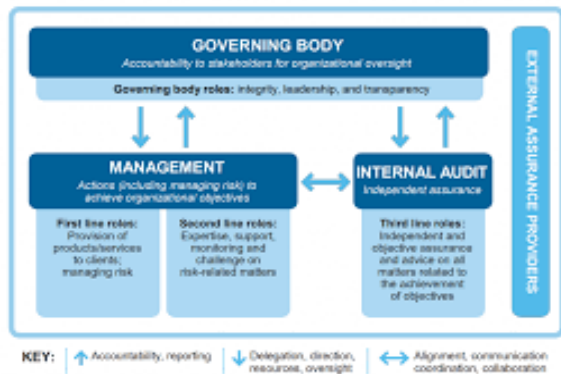 GOVERNING BODY
Accountability to stakeholders for organizational oversight
Governing body roles: integrity, leadership, and transparency
MANAGEMENT
Actions (including managing risk) to
achieve organizational objectives
INTERNAL AUDIT
Independent assurance
First line roles:
Provision of
products/services
to clients;
managing risk
Second line roles:
Expertise, support,
monitoring and
challenge on
risk-related matters
Third line roles:
Independent and
objective assurance
and advice on all
matters related to
the achievement
of objectives
EXTERNAL ASSURANCE PROVIDERS
KEY:
Accountability, reporting
Delegation, direction,
resources, oversight
Alignment, communication
coordination, collaboration